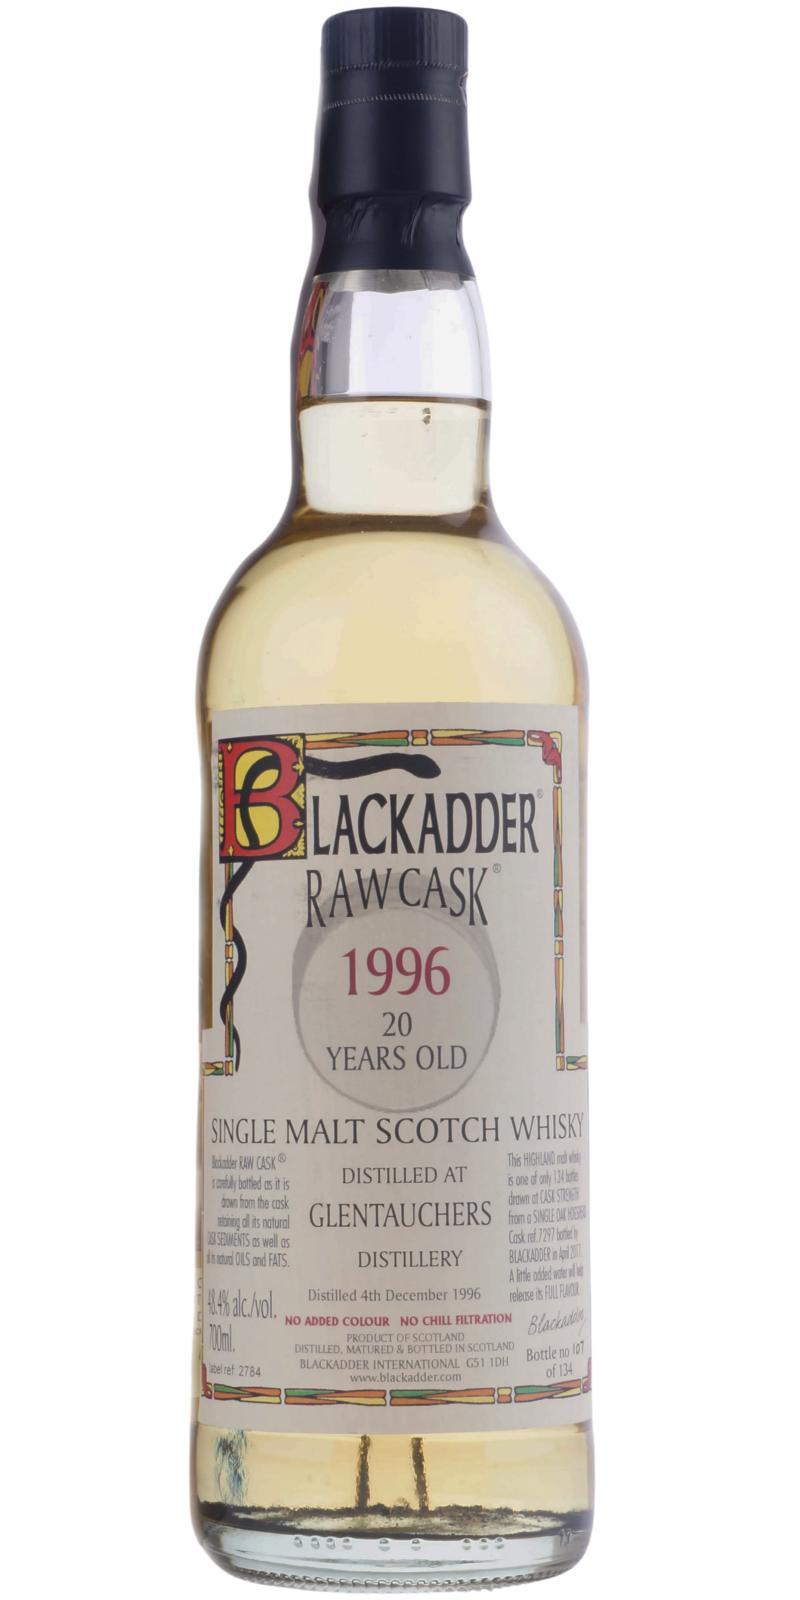 BLACKADDER®
RAW CASK®
1996
20
YEARS OLD
SINGLE MALT SCOTCH WHISKY
Blackadder RAW CASK®
is carefully bottled as it is
drawn from the cask
retaining all its natural
CASK SEDIMENTS as well as
all its natural OILS and FATS.
DISTILLED AT
GLENTAUCHERS
DISTILLERY
This HIGHLAND malt whisky
is one of only 134 bottles
drawn at CASK STRENGTH
from a SINGLE OAK HOGSHEAD
Cask ref.7297 bottled by
BLACKADDER in April 2017.
A little added water will help
release its FULL FLAVOUR.
Blackadder
Bottle no 107
of 134
Distilled 4th December 1996
48.4% alc./vol.
700ml.
label ref: 2784
NO ADDED COLOUR NO CHILL FILTRATION
PRODUCT OF SCOTLAND
DISTILLED, MATURED & BOTTLED IN SCOTLAND
BLACKADDER INTERNATIONAL G51 1DH
www.blackadder.com